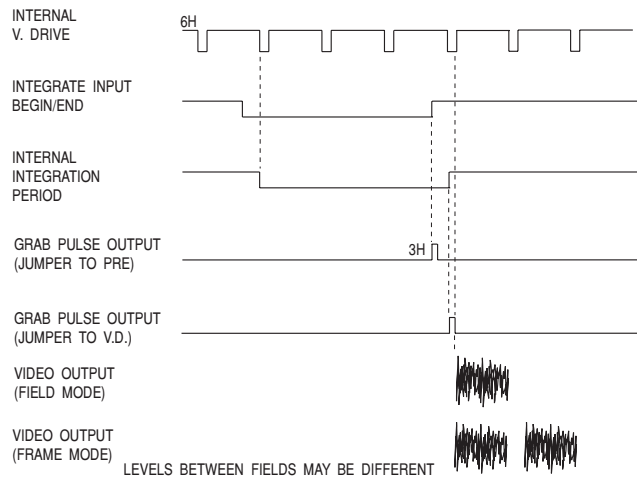 INTERNAL
V. DRIVE
6H
INTEGRATE INPUT
BEGIN/END
INTERNAL
INTEGRATION
PERIOD
GRAB PULSE OUTPUT
(JUMPER TO PRE)
3H
GRAB PULSE OUTPUT
(JUMPER TO V.D.)
VIDEO OUTPUT
(FIELD MODE)
VIDEO OUTPUT
(FRAME MODE)
LEVELS BETWEEN FIELDS MAY BE DIFFERENT